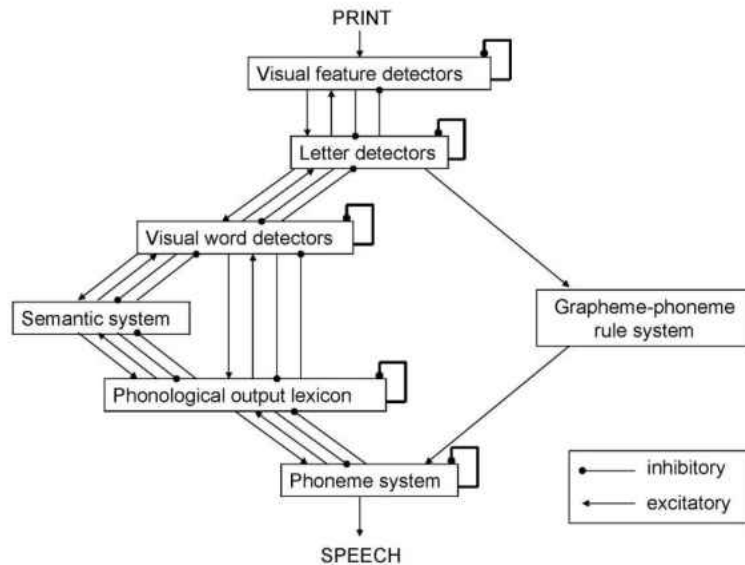 PRINT
Visual feature detectors
Letter detectors
Visual word detectors
Semantic system
Grapheme-phoneme
rule system
Phonological output lexicon
Phoneme system
inhibitory
excitatory
SPEECH